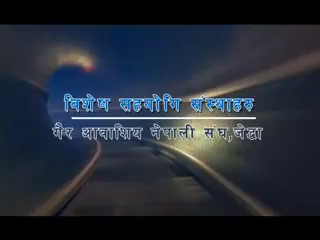 विशेष सहयोगि संस्थाहरु
गैर आवाशिय नेपाली संघ,जेद्धा